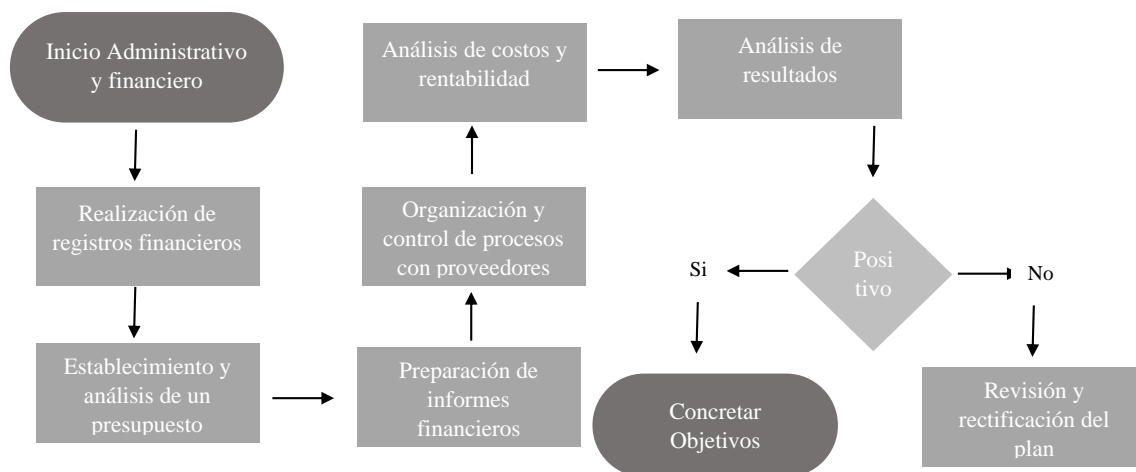 Inicio Administrativo
y financiero
Realización de
registros financieros
Establecimiento y
análisis de un
presupuesto
Preparación de
informes
financieros
Organización y
control de procesos
con proveedores
Análisis de costos y
rentabilidad
Análisis de
resultados
Posi
tivo
Si
No
Concretar
Objetivos
Revisión y
rectificación del
plan